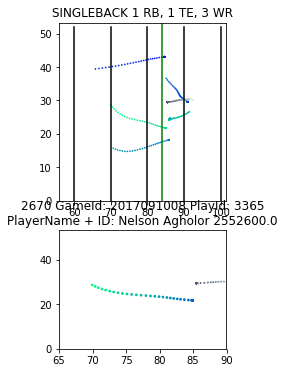 SINGLEBACK 1 RB, 1 TE, 3 WR
50
40
30
20
10
0
60 70 80 90 100
2670 GameId: 2017091008 PlayId: 3365
PlayerName + ID: Nelson Agholor 2552600.0
40
20
0
65 70 75 80 85 90